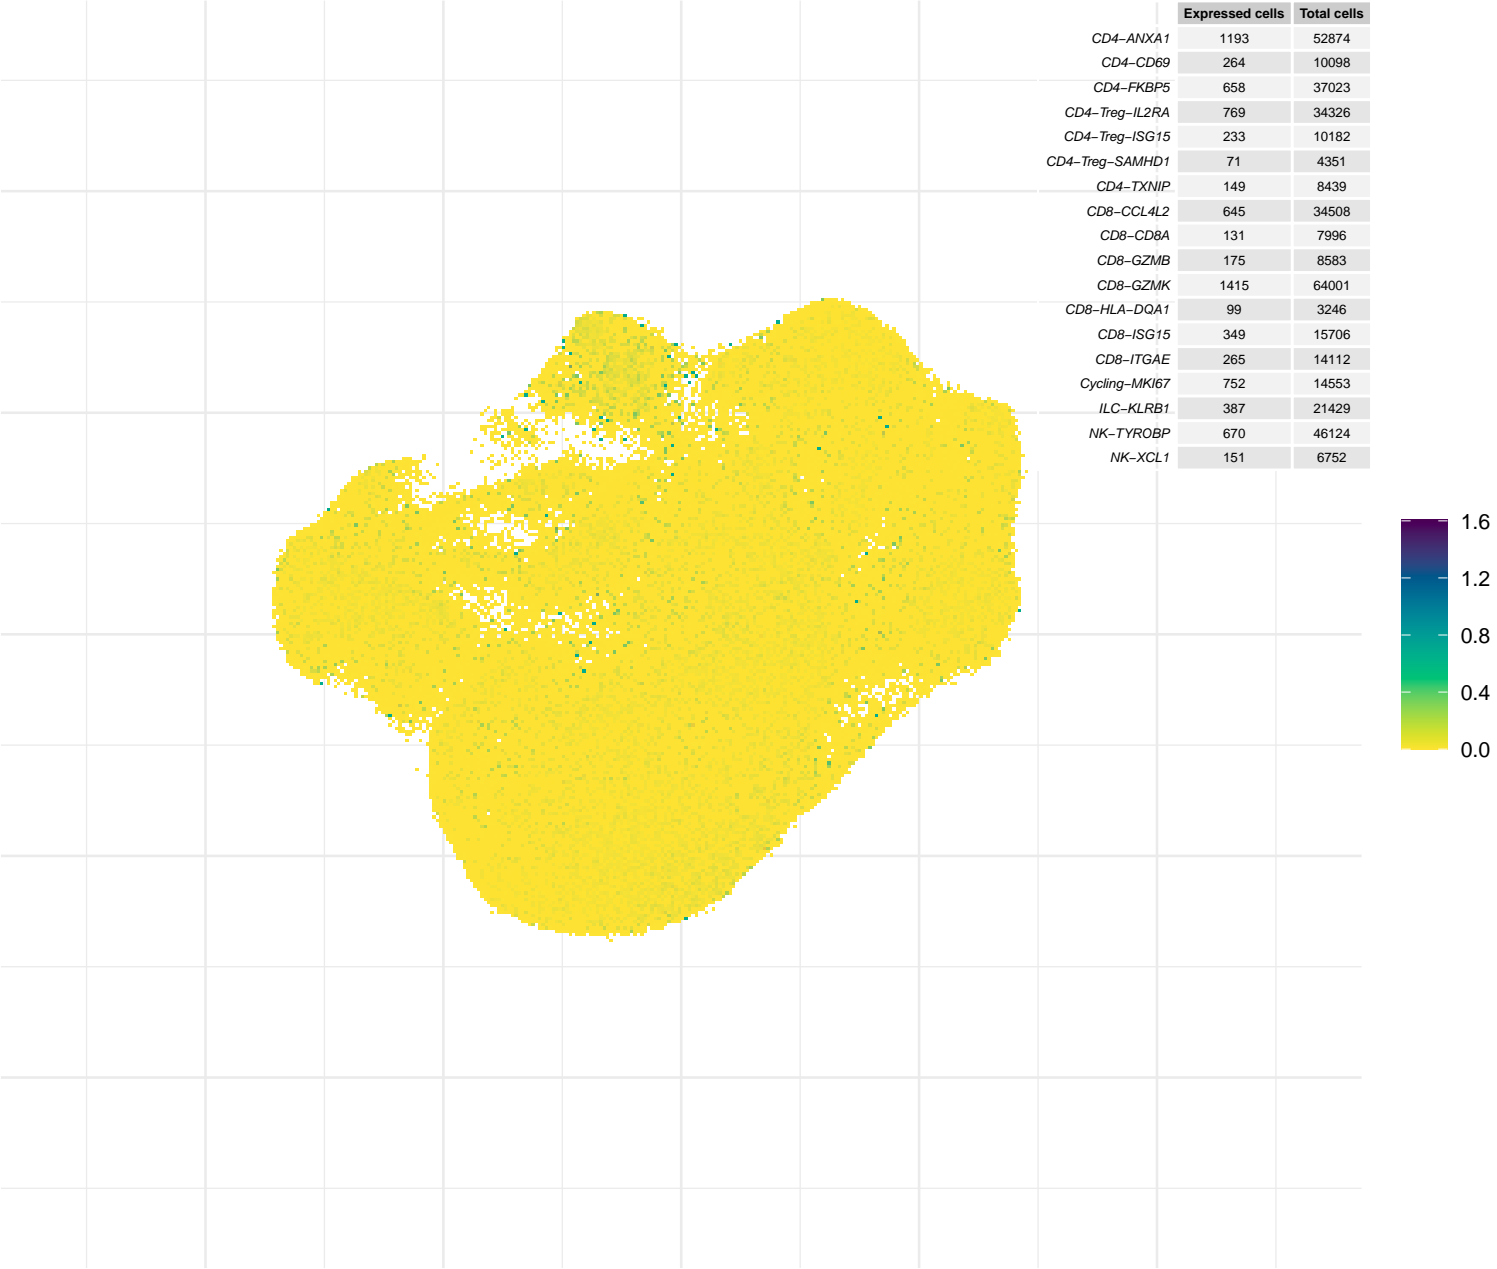 Expressed cells Total cells
CD4−ANXA1 1193 52874
CD4−CD69 264 10098
CD4−FKBP5 658 37023
CD4−Treg−IL2RA 769 34326
CD4−Treg−ISG15 233 10182
CD4−Treg−SAMHD1 71 4351
CD4−TXNIP 149 8439
CD8−CCL4L2 645 34508
CD8−CD8A 131 7996
CD8−GZMB 175 8583
CD8−GZMK 1415 64001
CD8−HLA−DQA1 99 3246
CD8−ISG15 349 15706
CD8−ITGAE 265 14112
Cycling−MKI67 752 14553
ILC−KLRB1 387 21429
NK−TYROBP 670 46124
NK−XCL1 151 6752
1.6
1.2
0.8
0.4
0.0